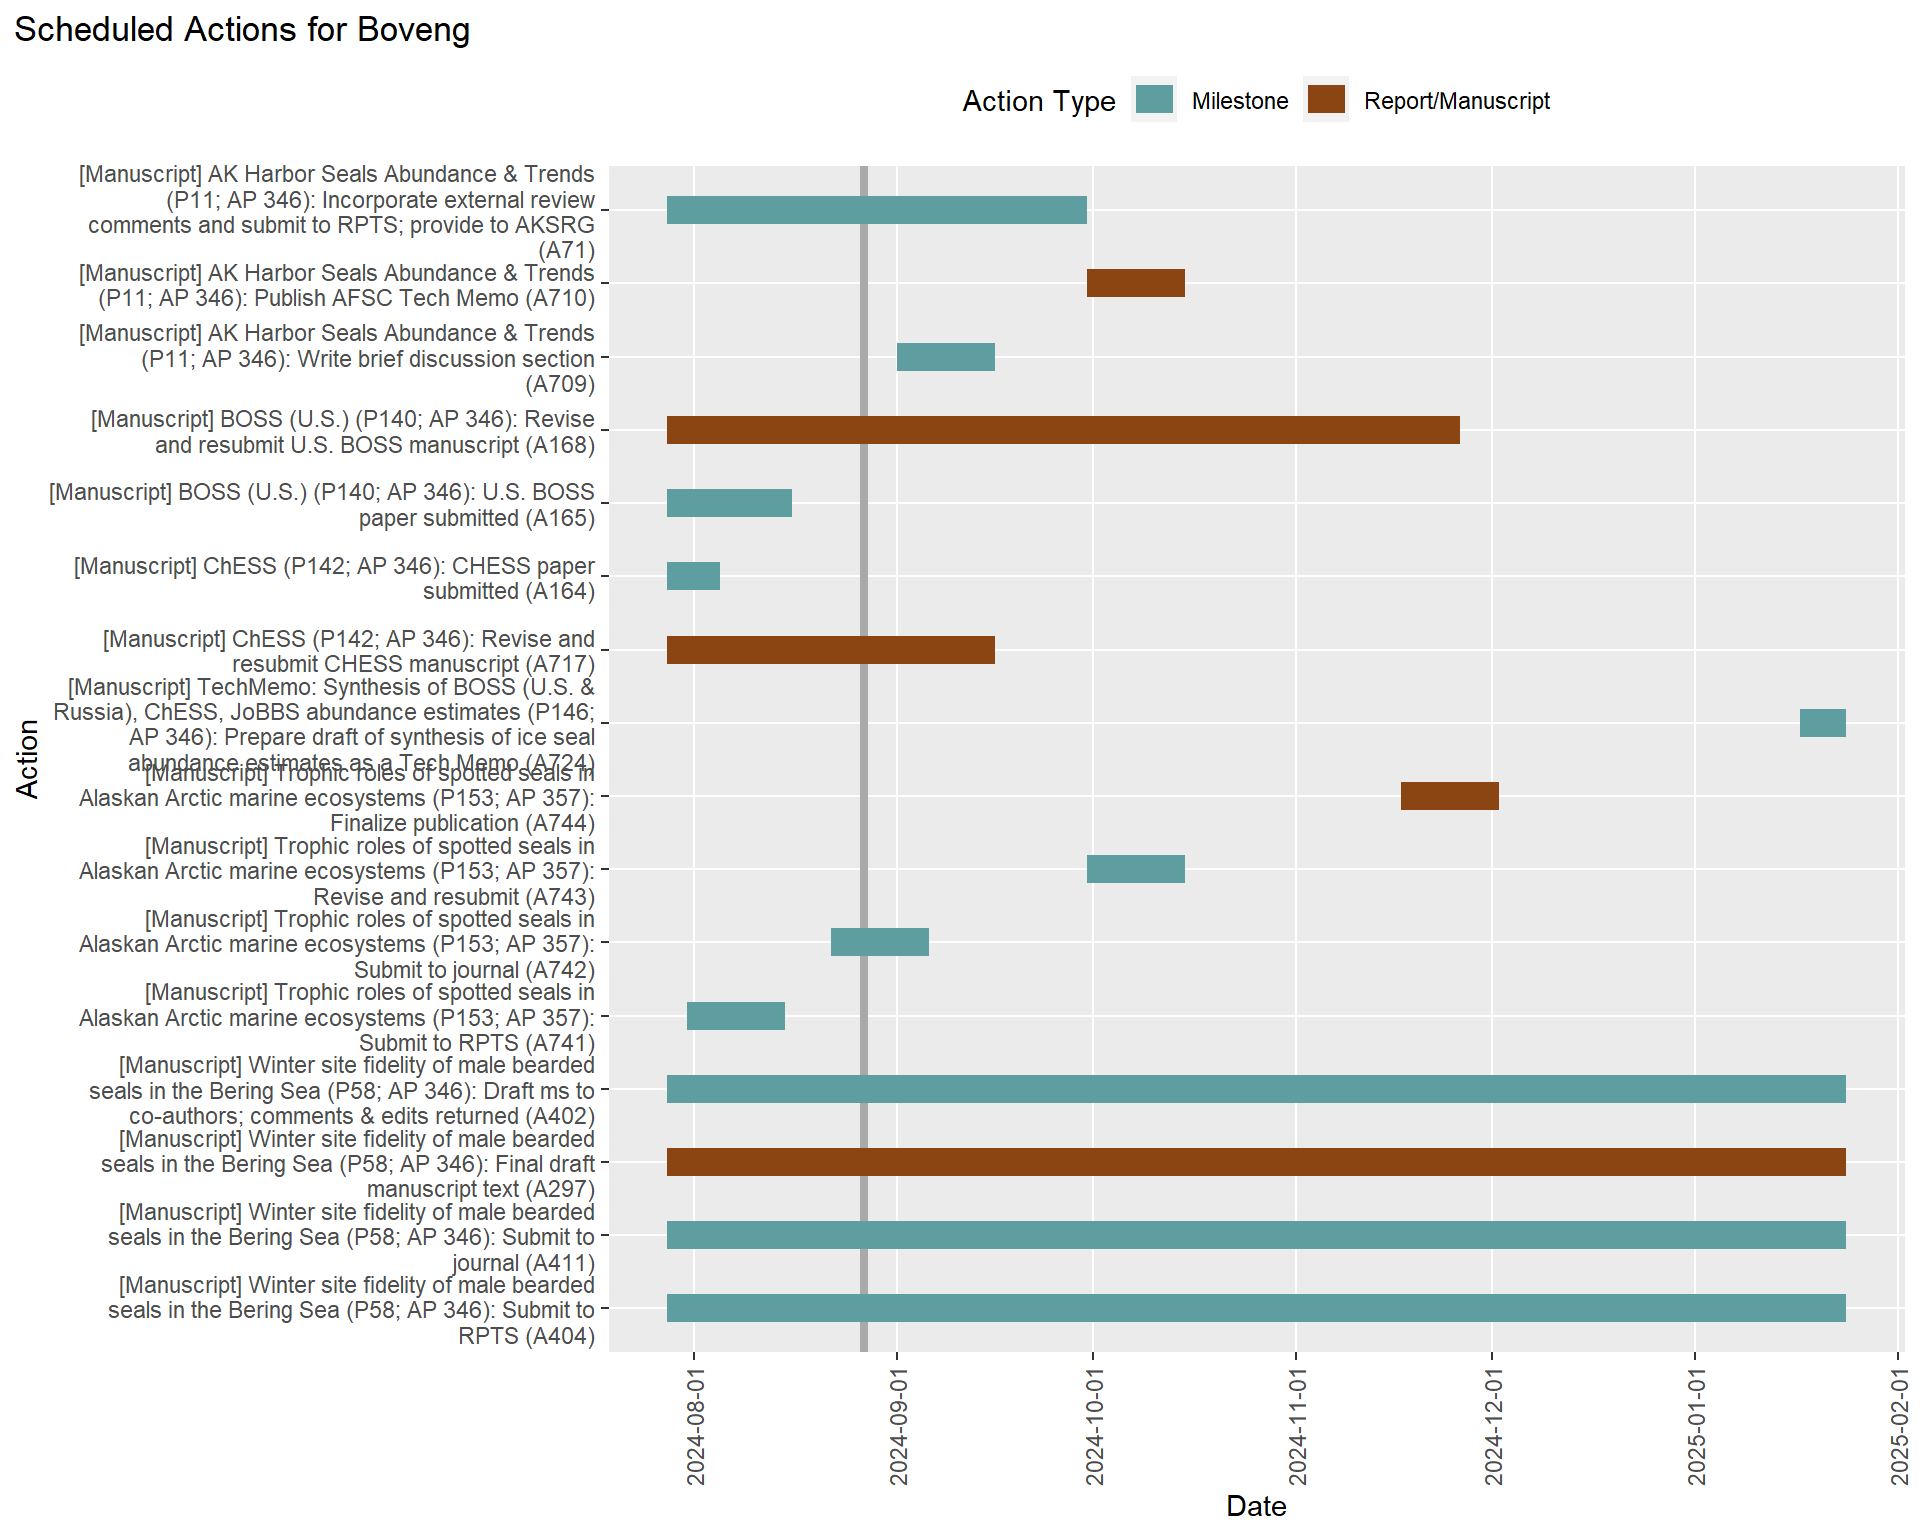 Scheduled Actions for Boveng
Action Type
Milestone
Report/Manuscript
[Manuscript] AK Harbor Seals Abundance & Trends
(P11; AP 346): Incorporate external review
comments and submit to RPTS; provide to AKSRG
(A71)
[Manuscript] AK Harbor Seals Abundance & Trends
(P11; AP 346): Publish AFSC Tech Memo (A710)
[Manuscript] AK Harbor Seals Abundance & Trends
(P11; AP 346): Write brief discussion section
(A709)
[Manuscript] BOSS (U.S.) (P140; AP 346): Revise
and resubmit U.S. BOSS manuscript (A168)
[Manuscript] BOSS (U.S.) (P140; AP 346): U.S. BOSS
paper submitted (A165)
[Manuscript] ChESS (P142; AP 346): CHESS paper
submitted (A164)
[Manuscript] ChESS (P142; AP 346): Revise and
resubmit CHESS manuscript (A717)
[Manuscript] TechMemo: Synthesis of BOSS (U.S. &
Russia), ChESS, JoBBS abundance estimates (P146;
AP 346): Prepare draft of synthesis of ice seal
abundance estimates as a Tech Memo (A724)
[Manuscript] Trophic roles of spotted seals in
Alaskan Arctic marine ecosystems (P153; AP 357):
Finalize publication (A744)
[Manuscript] Trophic roles of spotted seals in
Alaskan Arctic marine ecosystems (P153; AP 357):
Revise and resubmit (A743)
[Manuscript] Trophic roles of spotted seals in
Alaskan Arctic marine ecosystems (P153; AP 357):
Submit to journal (A742)
[Manuscript] Trophic roles of spotted seals in
Alaskan Arctic marine ecosystems (P153; AP 357):
Submit to RPTS (A741)
[Manuscript] Winter site fidelity of male bearded
seals in the Bering Sea (P58; AP 346): Draft ms to
co-authors; comments & edits returned (A402)
[Manuscript] Winter site fidelity of male bearded
seals in the Bering Sea (P58; AP 346): Final draft
manuscript text (A297)
[Manuscript] Winter site fidelity of male bearded
seals in the Bering Sea (P58; AP 346): Submit to
journal (A411)
[Manuscript] Winter site fidelity of male bearded
seals in the Bering Sea (P58; AP 346): Submit to
RPTS (A404)
Action
2024-08-01
2024-09-01
2024-10-01
2024-11-01
2024-12-01
2025-01-01
2025-02-01
Date